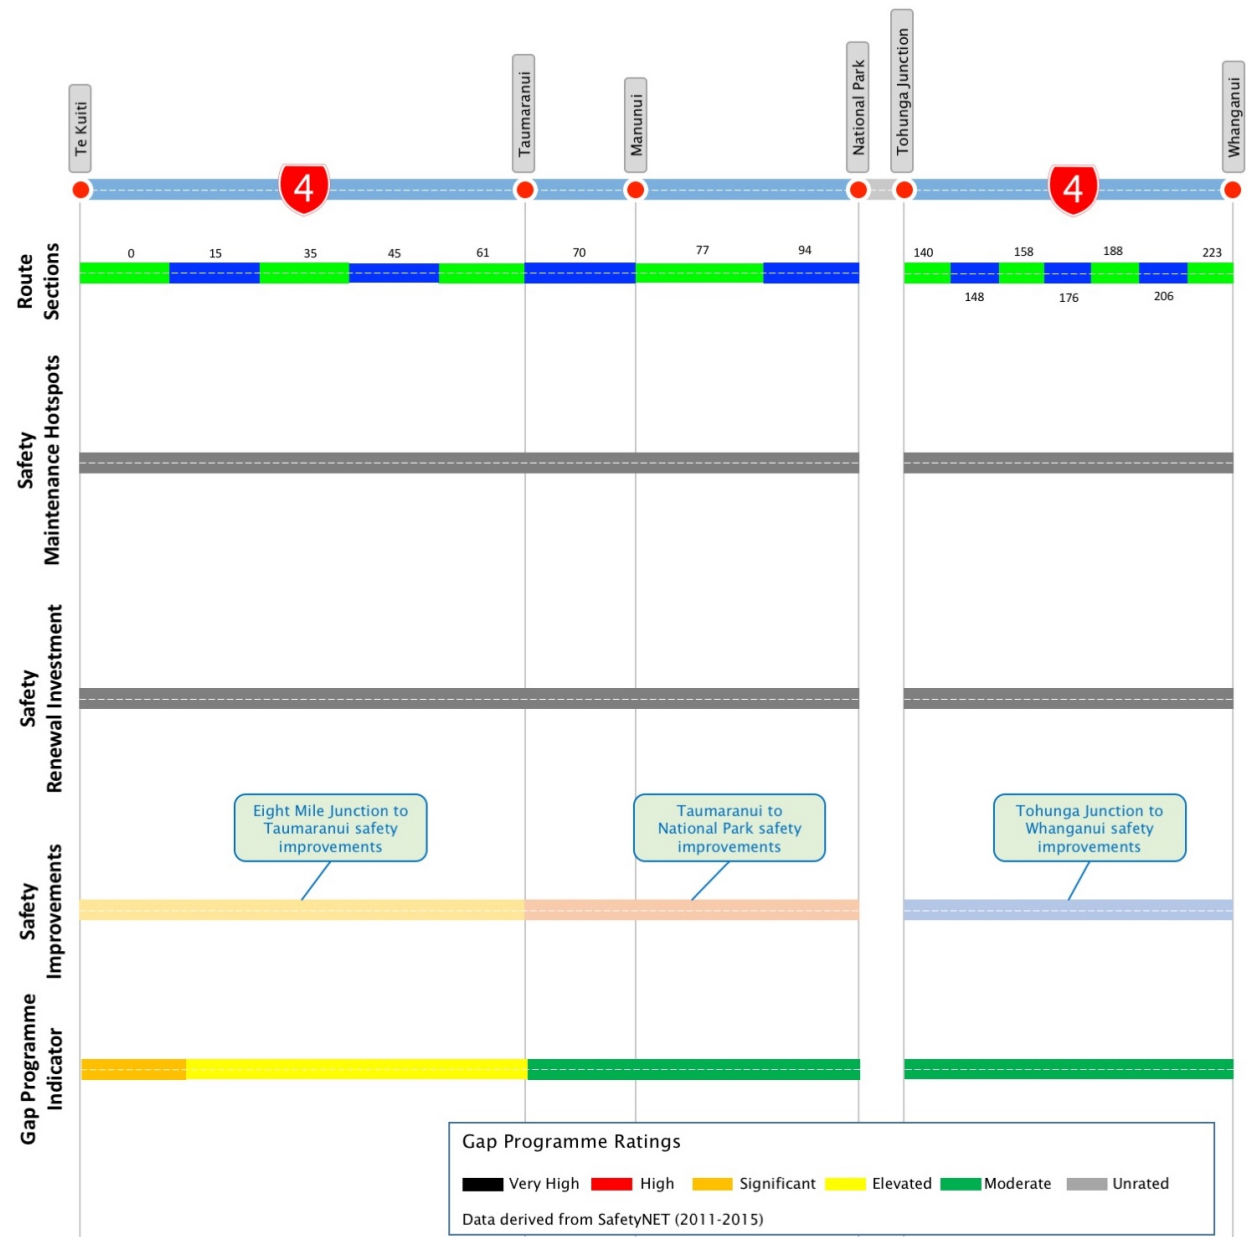 Te Kuiti
Taumaranui
Manunui
National Park
Tohunga Junction
Whanganui
4
4
Route
Sections
0
15
35
45
61
70
77
94
140
148
158
176
188
206
223
Safety
Maintenance Hotspots
Safety
Renewal Investment
Safety
Improvements
Eight Mile Junction to
Taumaranui safety
improvements
Taumaranui to
National Park safety
improvements
Tohunga Junction to
Whanganui safety
improvements
Gap Programme
Indicator
Gap Programme Ratings
Very High
High
Significant
Elevated
Moderate
Unrated
Data derived from SafetyNET (2011-2015)